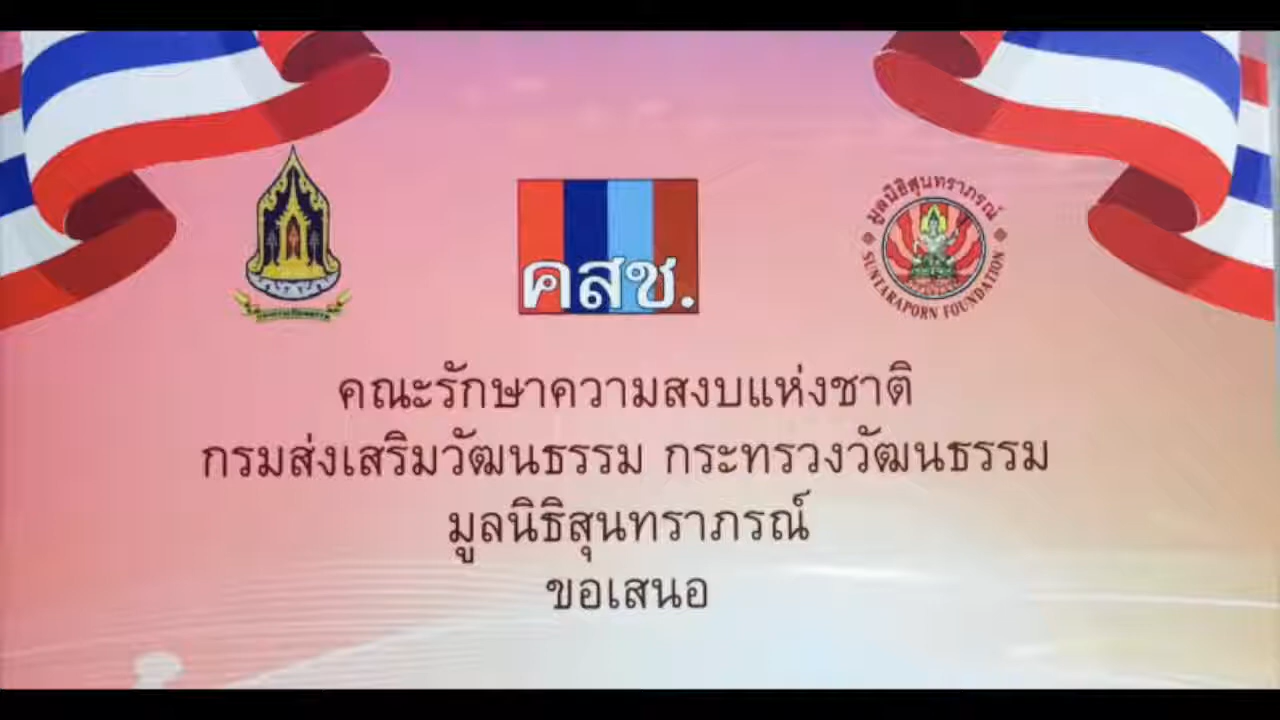 มูลนิธิสุนทราภรณ์
SUNTARAPORN FOUNDATION
คสช.
คณะรักษาความสงบแห่งชาติ
กรมส่งเสริมวัฒนธรรม กระทรวงวัฒนธรรม
มูลนิธิสุนทราภรณ์
ขอเสนอ